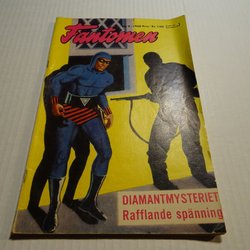 Fantomen
DIAMANTMYSTERIET
Rafflande spänning